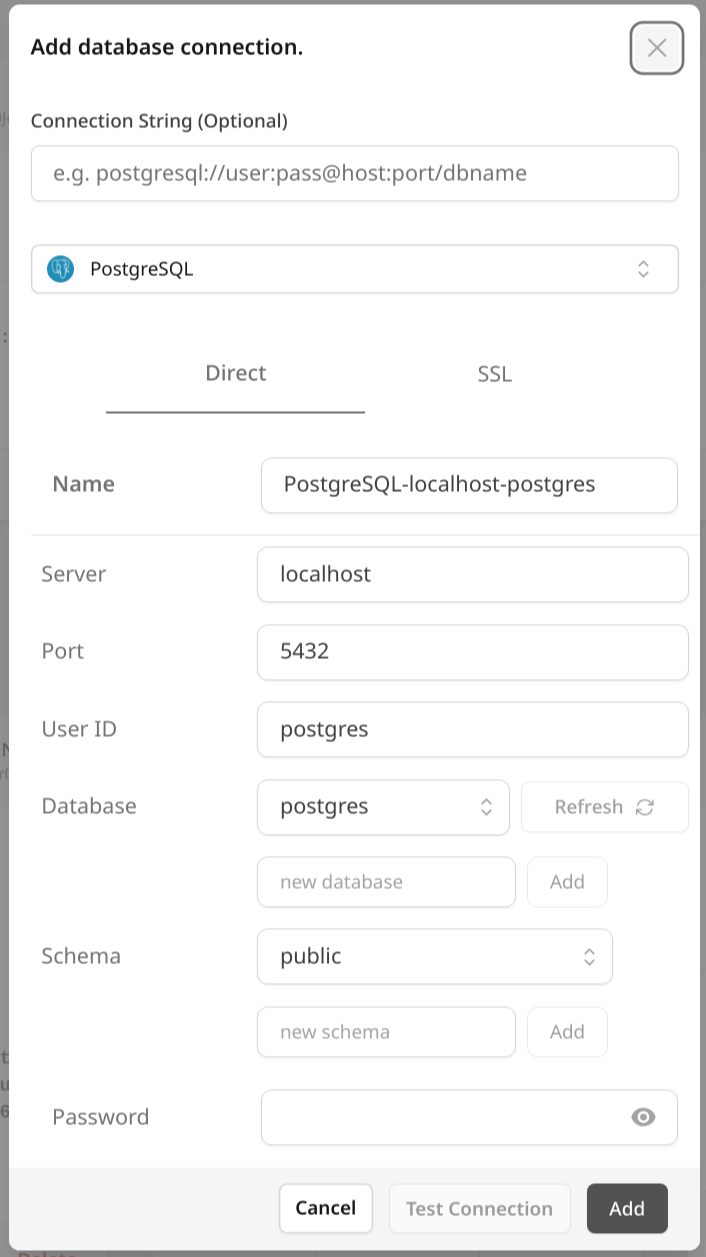 Add database connection.
Connection String (Optional)
e.g. postgresql://user:pass@host:port/dbname
PostgreSQL
Direct SSL
Name PostgreSQL-localhost-postgres
Server localhost
Port 5432
User ID postgres
Database postgres Refresh
new database Add
Schema public
new schema Add
Password
Cancel Test Connection Add